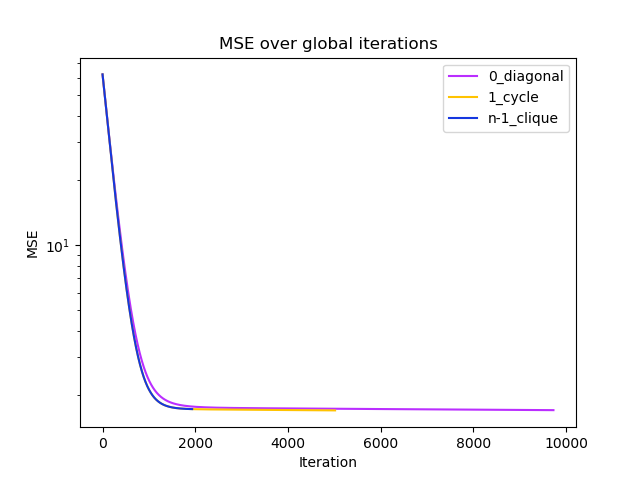 MSE over global iterations
0_diagonal
1_cycle
n-1_clique
MSE
10¹
0
2000
4000
6000
8000
10000
Iteration